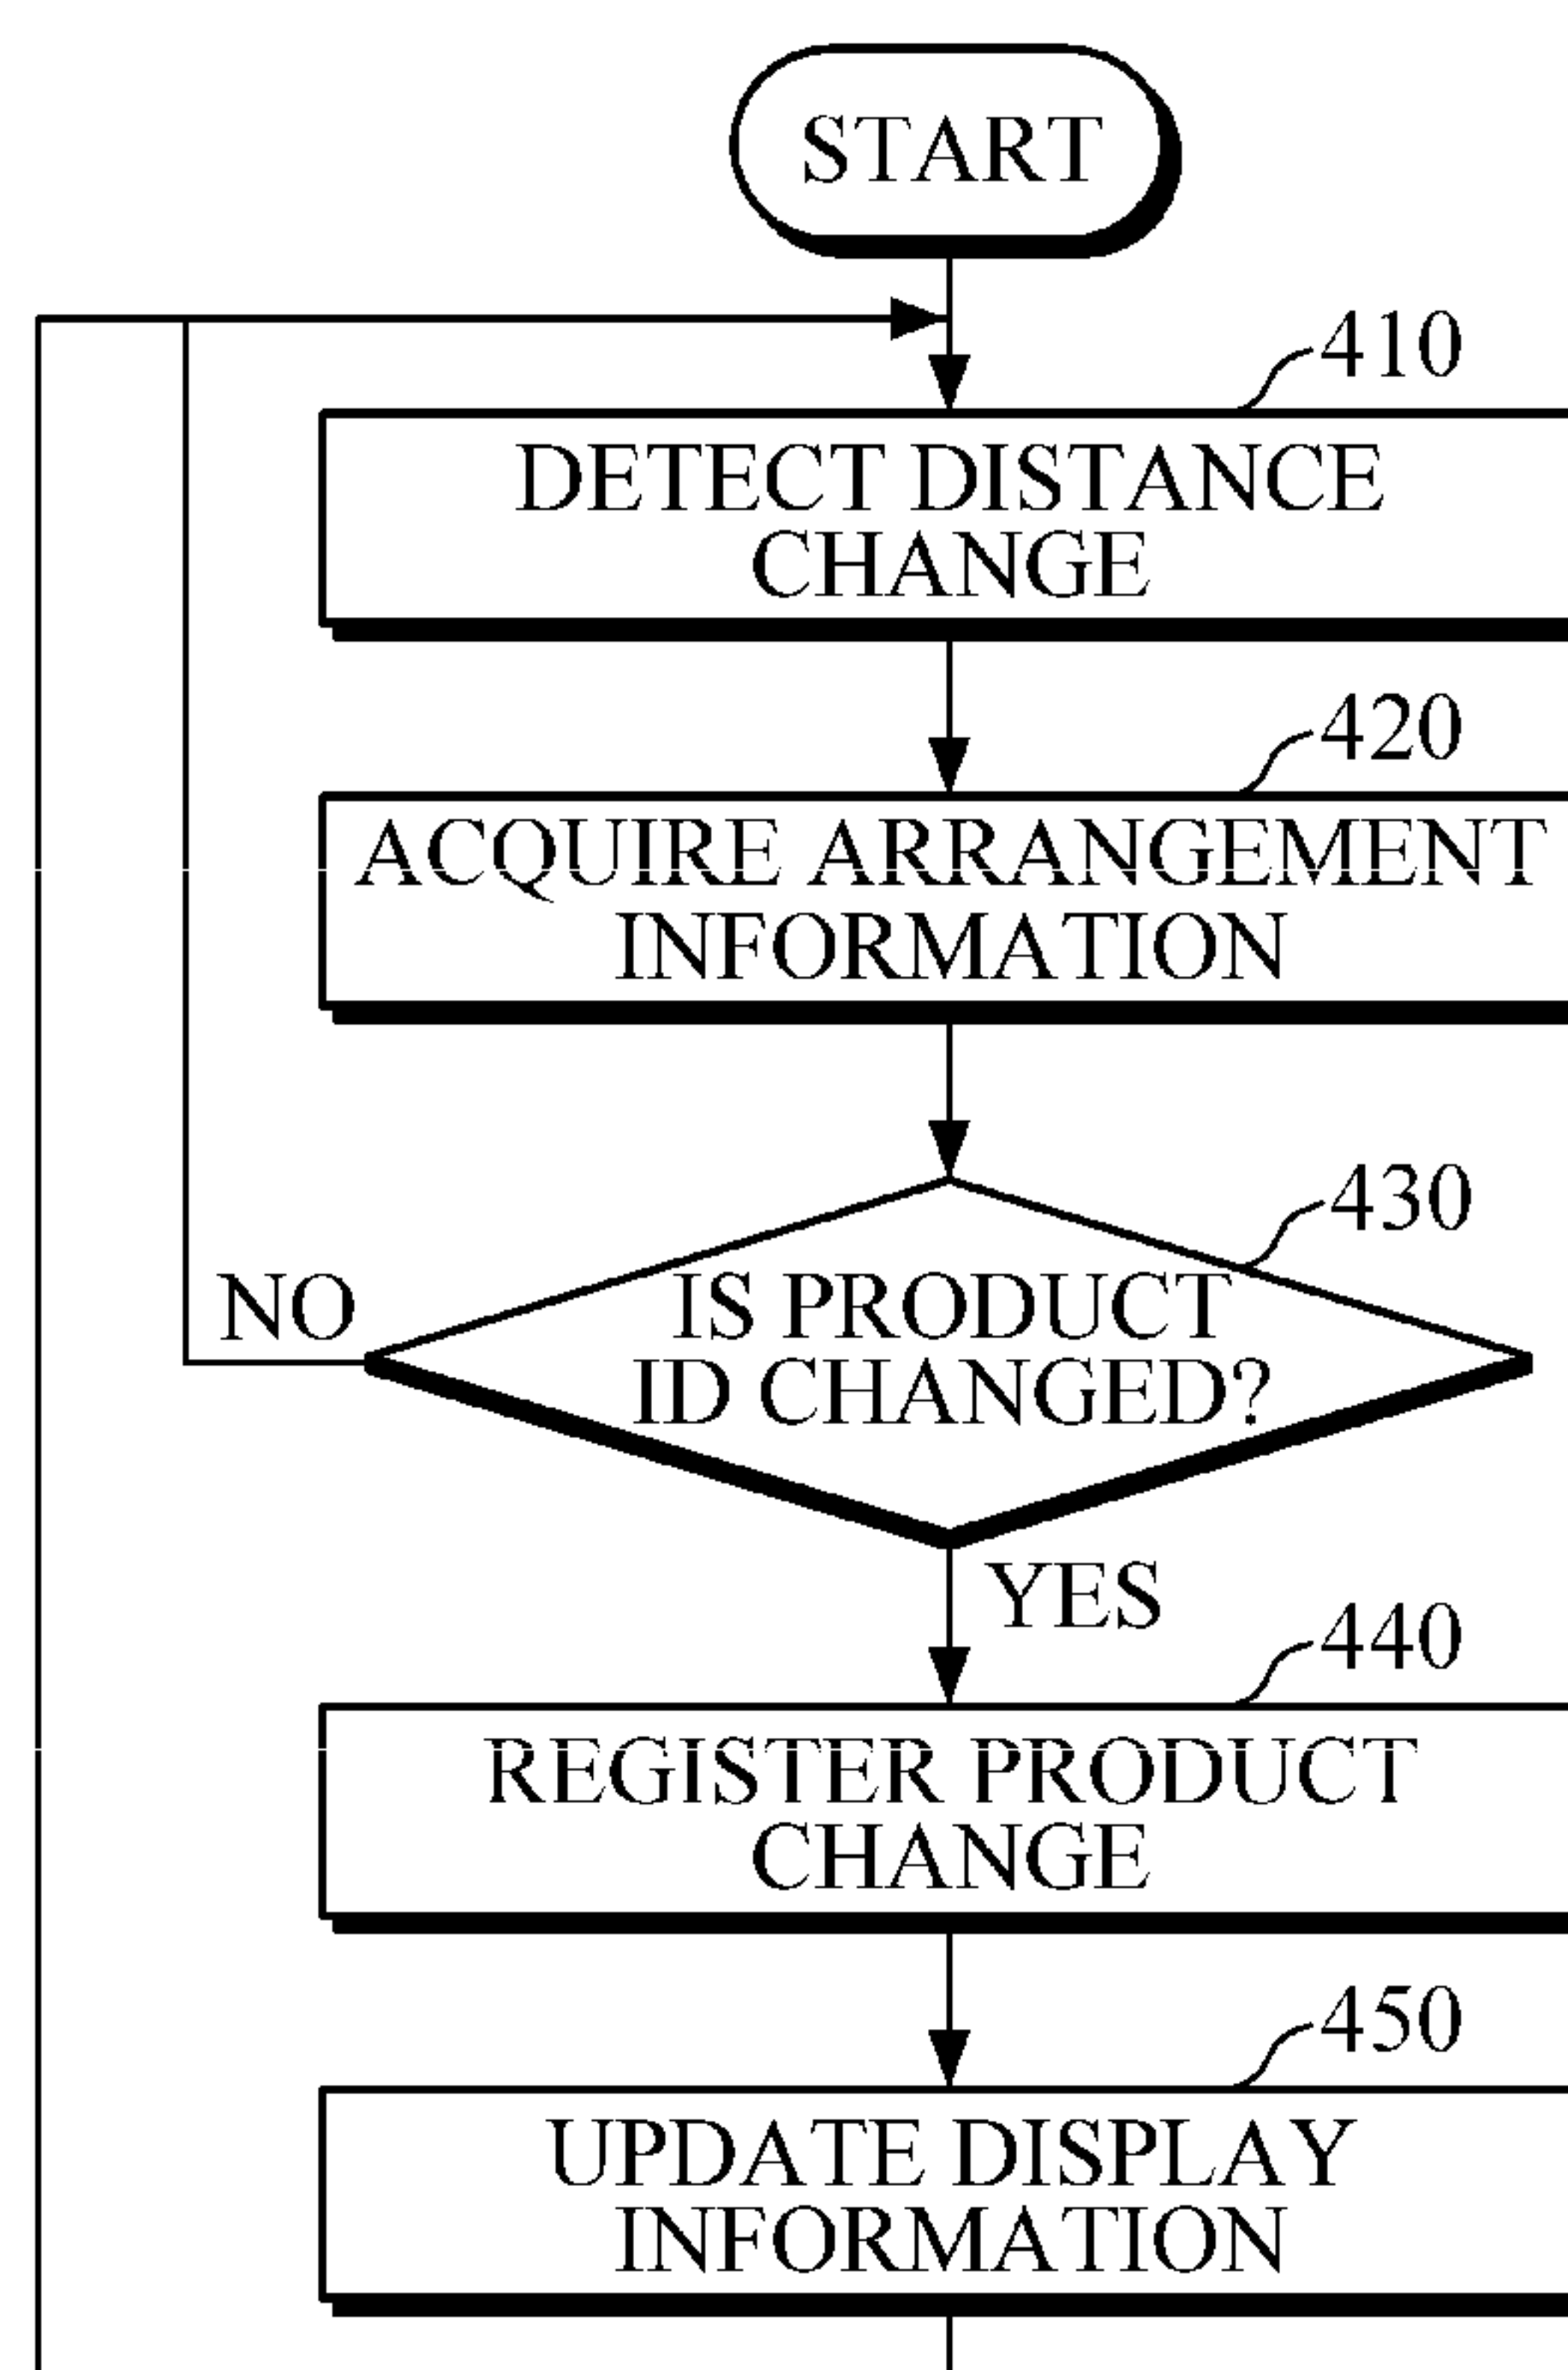 START
410
DETECT DISTANCE
CHANGE
420
ACQUIRE ARRANGEMENT
INFORMATION
430
NO
IS PRODUCT
ID CHANGED?
YES
440
REGISTER PRODUCT
CHANGE
450
UPDATE DISPLAY
INFORMATION